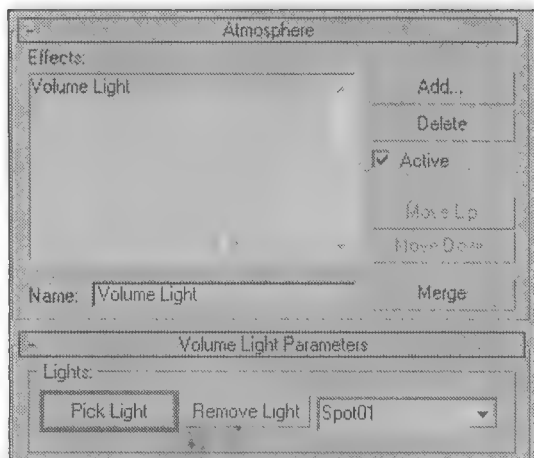 Atmosphere
Effects:
Volume Light
Add...
Delete
Active
Move Up
Move Down
Name: Volume Light
Merge
Volume Light Parameters
Lights:
Pick Light
Remove Light
Spot01